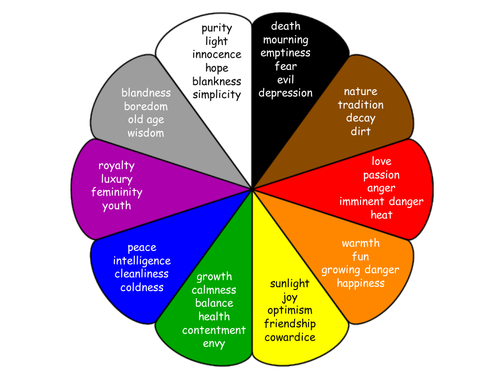 purity
light
innocence
hope
blankness
simplicity
death
mourning
emptiness
fear
evil
depression
nature
tradition
decay
dirt
love
passion
anger
imminent danger
heat
warmth
fun
growing danger
happiness
sunlight
joy
optimism
friendship
cowardice
growth
calmness
balance
health
contentment
envy
peace
intelligence
cleanliness
coldness
royalty
luxury
femininity
youth
blandness
boredom
old age
wisdom